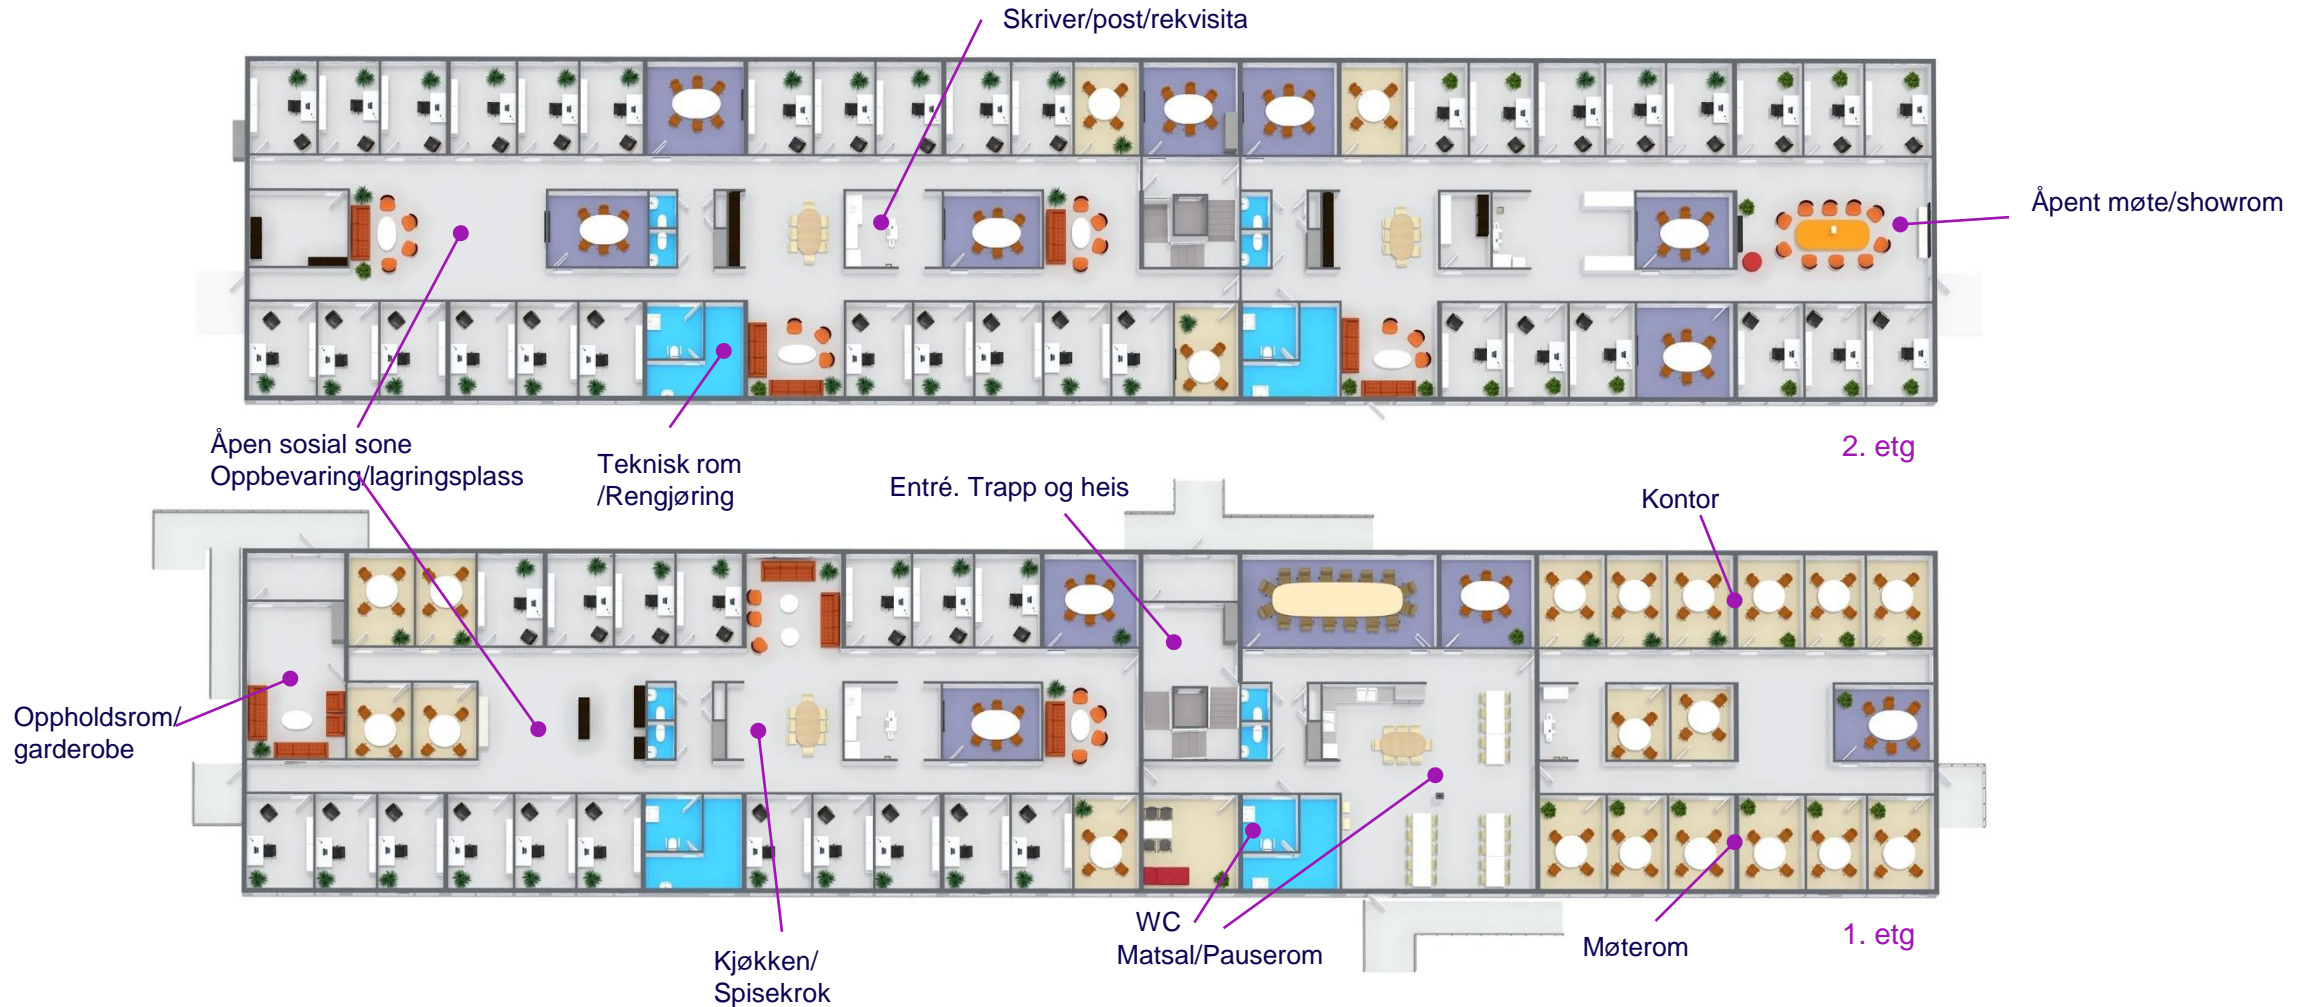 Skriver/post/rekvisita
Åpent møte/showrom
2. etg
Åpen sosial sone
Oppbevaring/lagringsplass
Teknisk rom
/Rengjøring
Entré. Trapp og heis
Kontor
Oppholdsrom/
garderobe
Kjøkken/
Spisekrok
WC
Matsal/Pauserom
Møterom
1. etg